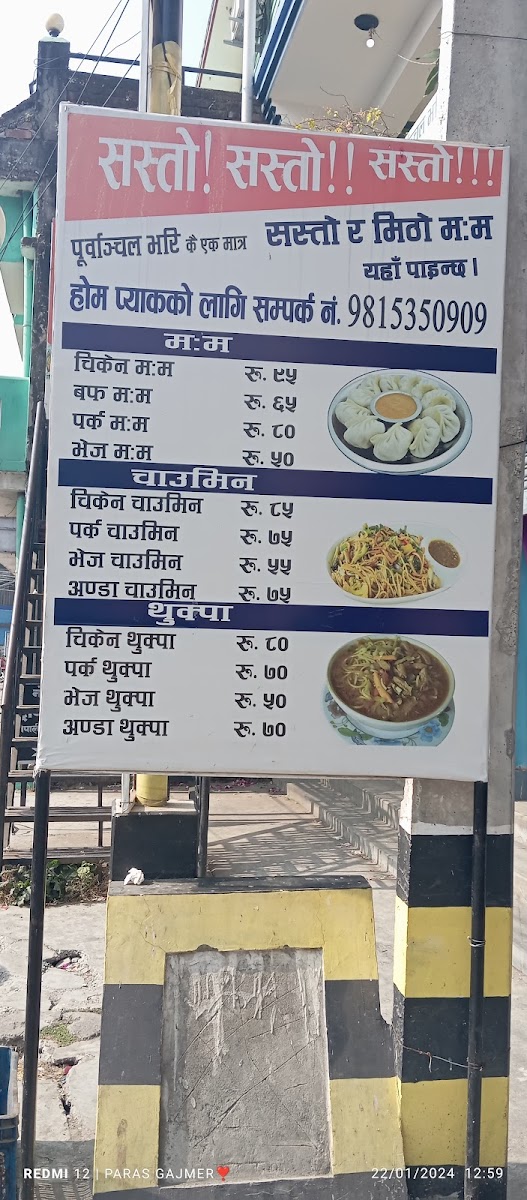 सस्तो! सस्तो!! सस्तो!!!
पूर्वाञ्चल भरि कै एक मात्र सस्तो र मिठो म:म
यहाँ पाइन्छ।
होम प्याकको लागि सम्पर्क नं. 9815350909
म:म
चिकेन म:म रू. ९५
बफ म:म रू. ६५
पर्क म:म रू. ८०
भेज म:म रू. ५०
चाउमिन
चिकेन चाउमिन रू. ८५
पर्क चाउमिन रू. ७५
भेज चाउमिन रू. ५५
अण्डा चाउमिन रू. ७५
थुक्पा
चिकेन थुक्पा रू. ८०
पर्क थुक्पा रू. ७०
भेज थुक्पा रू. ५०
अण्डा थुक्पा रू. ७०
REDMI 12 | PARAS GAJMER❣️ 22/01/2024 12:59